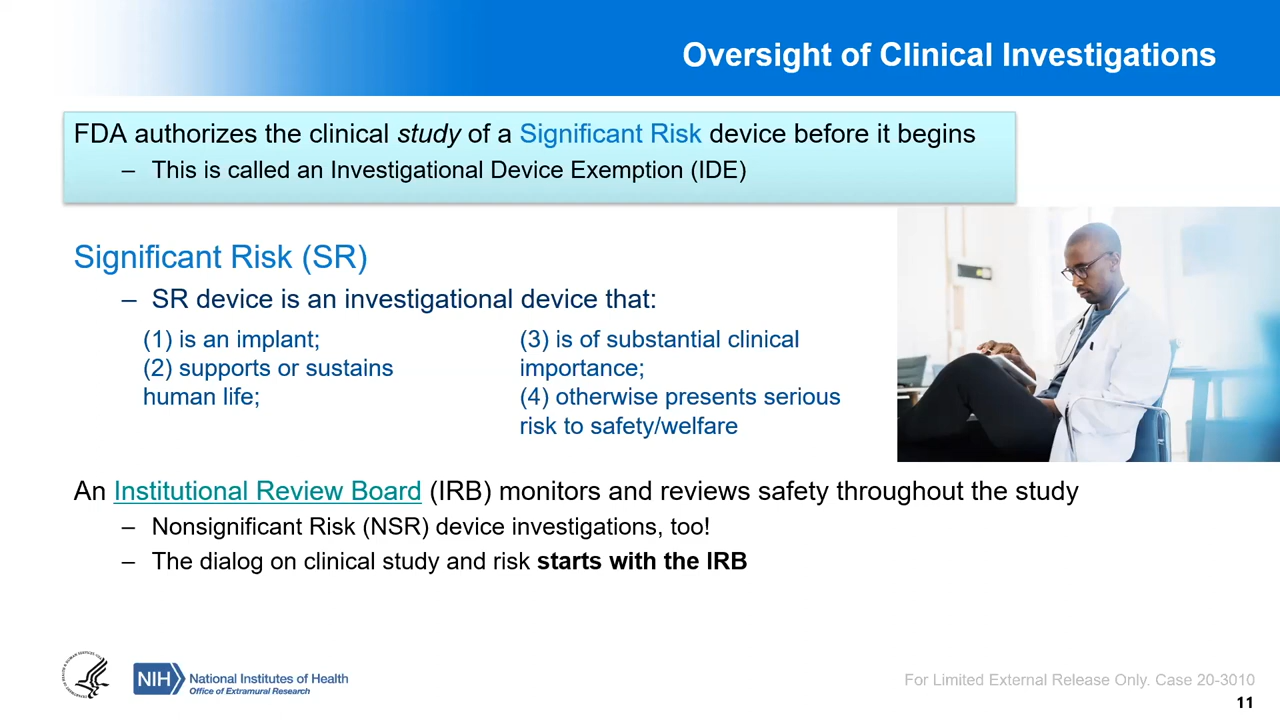 Oversight of Clinical Investigations
FDA authorizes the clinical study of a Significant Risk device before it begins
– This is called an Investigational Device Exemption (IDE)
Significant Risk (SR)
– SR device is an investigational device that:
(1) is an implant;
(2) supports or sustains
human life;
(3) is of substantial clinical
importance;
(4) otherwise presents serious
risk to safety/welfare
An Institutional Review Board (IRB) monitors and reviews safety throughout the study
– Nonsignificant Risk (NSR) device investigations, too!
– The dialog on clinical study and risk starts with the IRB
NIH National Institutes of Health
Office of Extramural Research
For Limited External Release Only. Case 20-3010
11